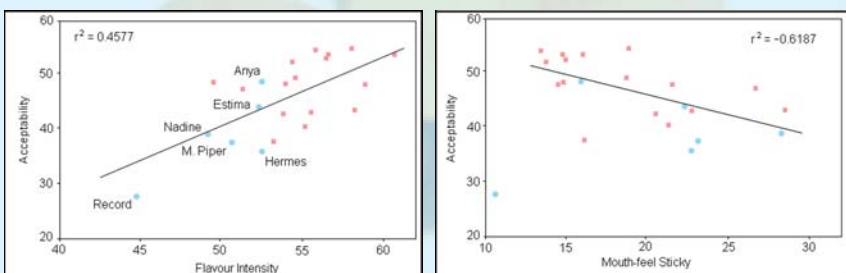 60
50
40
30
20
Acceptability
r² = 0.4577
Anya
Estima
Nadine
M. Piper
Hermes
Record
40
45
50
55
60
Flavour Intensity
60
50
40
30
20
Acceptability
r² = –0.6187
10
15
20
25
30
Mouth-feel Sticky